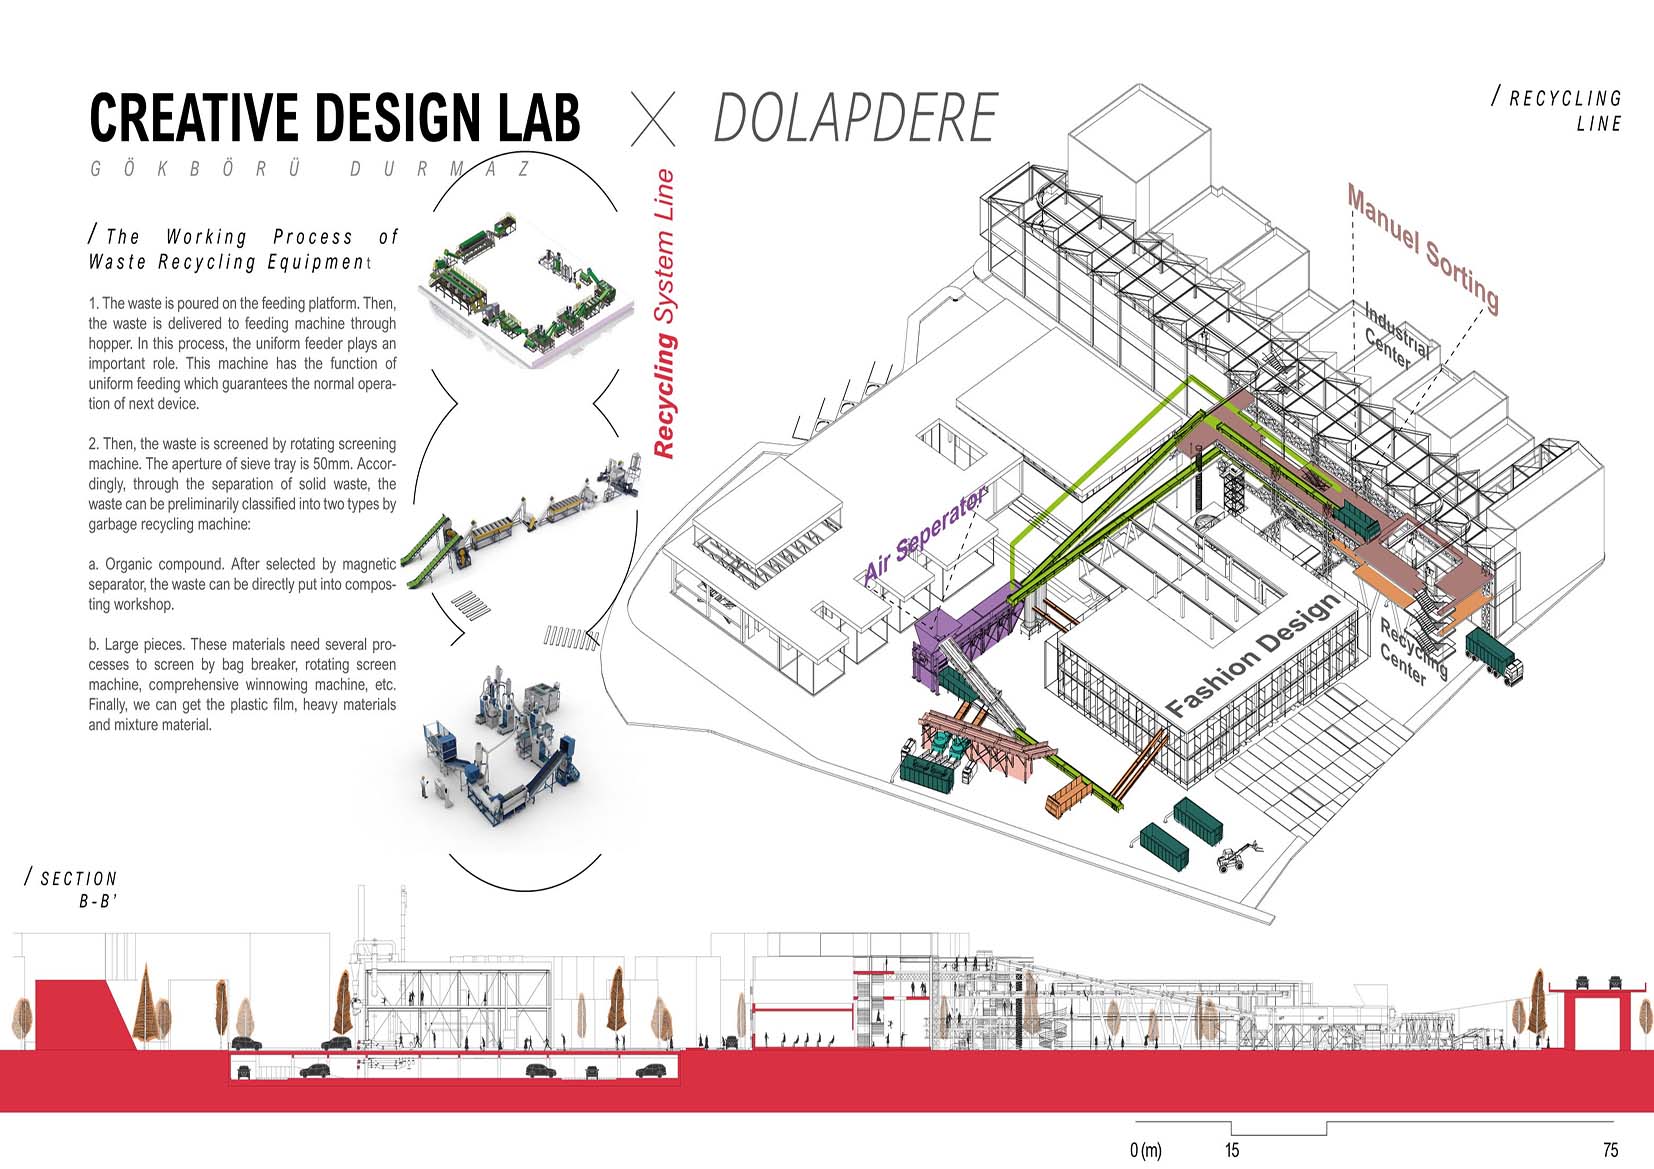 CREATIVE DESIGN LAB X DOLAPDERE
GÖKBÖRÜ DURMAZ
/ RECYCLING
LINE
/ The Working Process of
Waste Recycling Equipment
1. The waste is poured on the feeding platform. Then,
the waste is delivered to feeding machine through
hopper. In this process, the uniform feeder plays an
important role. This machine has the function of
uniform feeding which guarantees the normal opera-
tion of next device.
2. Then, the waste is screened by rotating screening
machine. The aperture of sieve tray is 50mm. Accor-
dingly, through the separation of solid waste, the
waste can be preliminarily classified into two types by
garbage recycling machine:
a. Organic compound. After selected by magnetic
separator, the waste can be directly put into compos-
ting workshop.
b. Large pieces. These materials need several pro-
cesses to screen by bag breaker, rotating screen
machine, comprehensive winnowing machine, etc.
Finally, we can get the plastic film, heavy materials
and mixture material.
Recycling System Line
Manuel Sorting
Industrial
Center
Air Seperator
Fashion Design
Recycling
Center
/ SECTION
B-B'
0 (m) 15 75